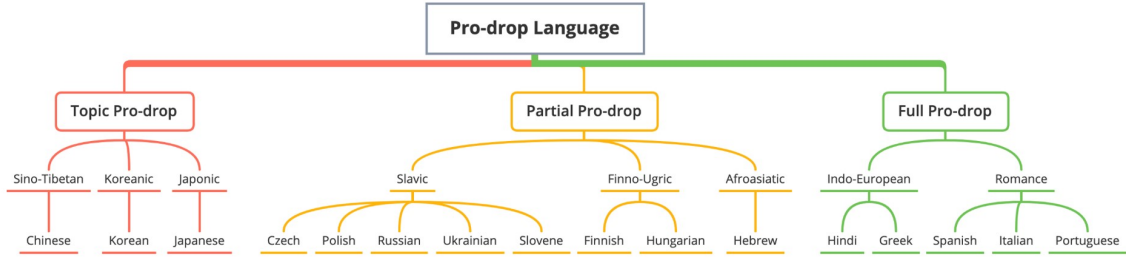 Pro-drop Language
Topic Pro-drop
Partial Pro-drop
Full Pro-drop
Sino-Tibetan
Koreanic
Japonic
Slavic
Finno-Ugric
Afroasiatic
Indo-European
Romance
Chinese
Korean
Japanese
Czech
Polish
Russian
Ukrainian
Slovene
Finnish
Hungarian
Hebrew
Hindi
Greek
Spanish
Italian
Portuguese